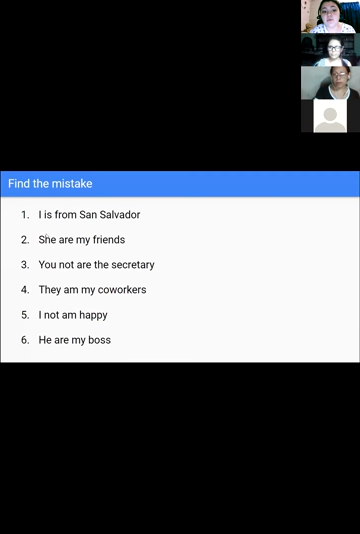 Find the mistake
1. I is from San Salvador
2. She are my friends
3. You not are the secretary
4. They am my coworkers
5. I not am happy
6. He are my boss